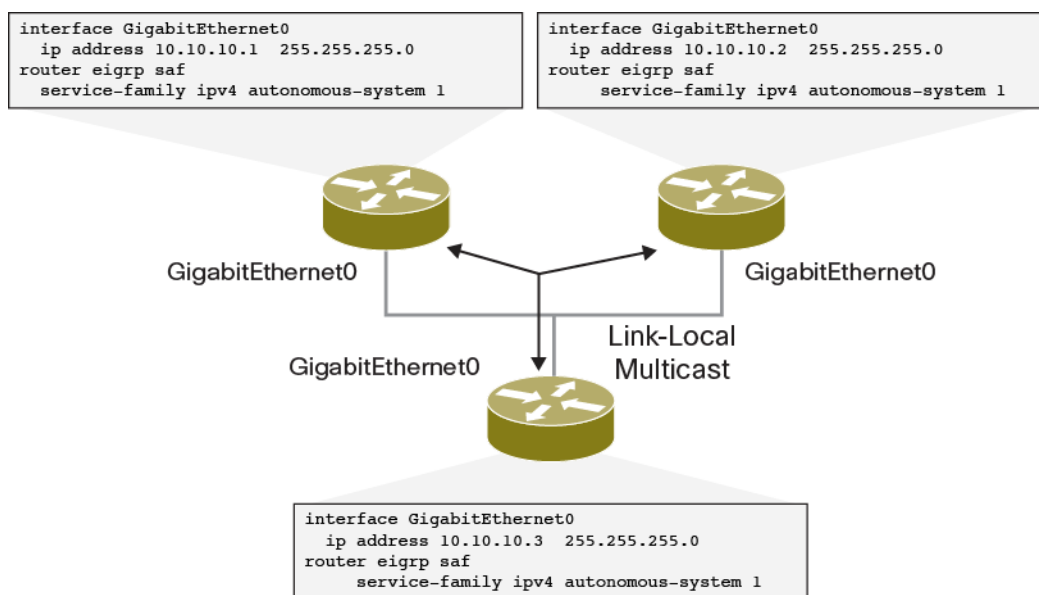 interface GigabitEthernet0
ip address 10.10.10.1 255.255.255.0
router eigrp saf
service-family ipv4 autonomous-system 1
interface GigabitEthernet0
ip address 10.10.10.2 255.255.255.0
router eigrp saf
service-family ipv4 autonomous-system 1
GigabitEthernet0
GigabitEthernet0
GigabitEthernet0
Link-Local
Multicast
interface GigabitEthernet0
ip address 10.10.10.3 255.255.255.0
router eigrp saf
service-family ipv4 autonomous-system 1